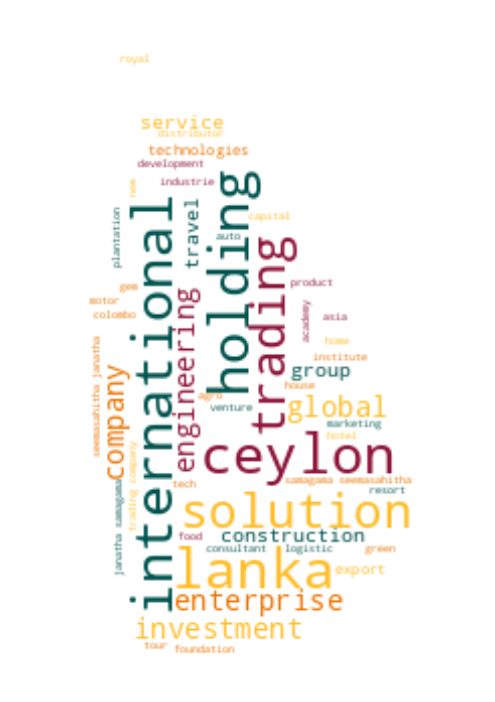 royal
service
distributor
technologies
development
industrie
new
holding
international
travel
plantation
capital
auto
trading
product
gem
motor
colombo
engineering
academy
asia
home
institute
group
house
seemasahitha janatha
company
agro
venture
global
marketing
hotel
ceylon
trading company
tech
samagama seemasahitha
resort
janatha samagama
solution
food
construction
consultant
logistic
green
lanka
export
enterprise
investment
tour
foundation